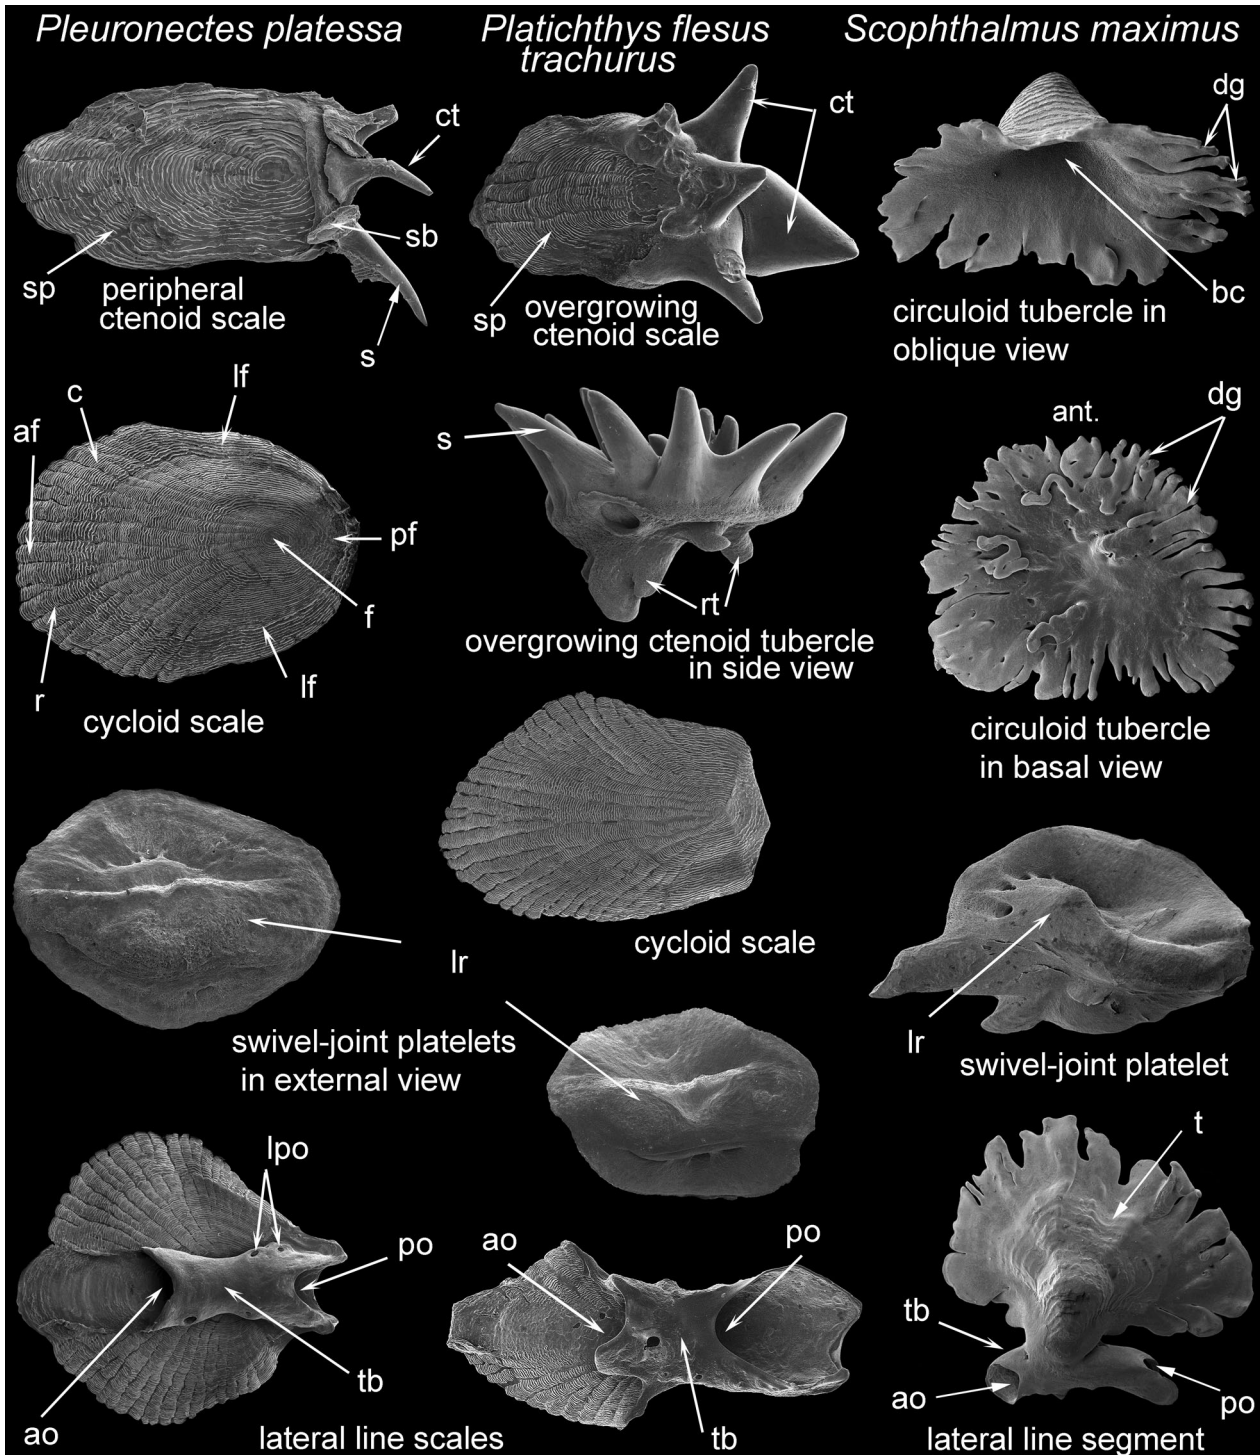 Pleuronectes platessa
Platichthys flesus
trachurus
Scophthalmus maximus
ct
sb
sp
s
peripheral
ctenoid scale
ct
sp
overgrowing
ctenoid scale
dg
bc
circuloid tubercle in
oblique view
c
lf
af
pf
f
r
lf
cycloid scale
s
rt
overgrowing ctenoid tubercle
in side view
ant.
dg
circuloid tubercle
in basal view
cycloid scale
lr
swivel-joint platelets
in external view
lr
swivel-joint platelet
lpo
po
ao
tb
ao
po
tb
lateral line scales
t
tb
ao
po
lateral line segment